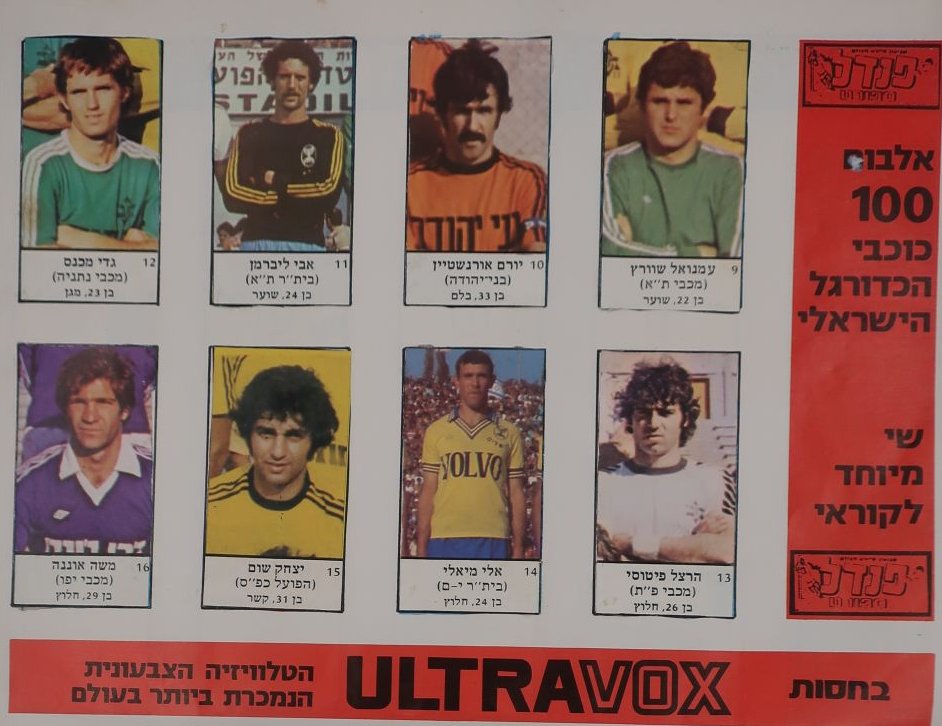 פנדל
אלבום
100
כוכבי
הכדורגל
הישראלי
שי
מיוחד
לקוראי
פנדל
STADIU
9
עמנואל שוורץ
(מכבי ת״א)
בן 22, שוער
ני יהודה
10 יורם אורנשטיין
(בני־יהודה)
בן 33, בלם
11
אבי ליברמן
(בית״ר ת״א)
בן 24, שוער
12
גדי מכנס
(מכבי נתניה)
בן 23, מגן
13
הרצל פיטוסי
(מכבי פ״ת)
בן 26, חלוץ
VOLVO
14
אלי מיאלי
(בית״ר י-ם)
בן 24, חלוץ
15
יצחק שום
(הפועל כפ״ס)
בן 31, קשר
16
משה אוננה
(מכבי יפו)
בן 29, חלוץ
בחסות
ULTRAVOX
הטלוויזיה הצבעונית
הנמכרת ביותר בעולם